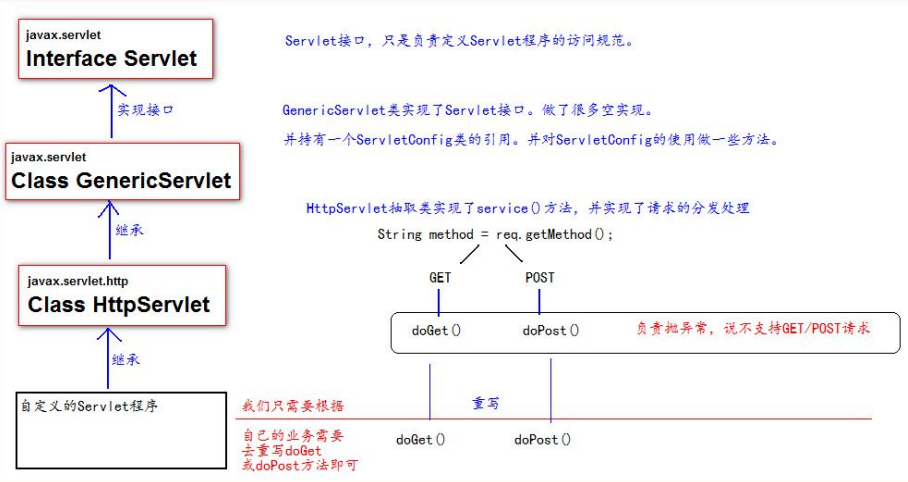 javax.servlet
Interface Servlet
Servlet接口，只是负责定义Servlet程序的访问规范。
实现接口
GenericServlet类实现了Servlet接口。做了很多空实现。
并持有一个ServletConfig类的引用。并对ServletConfig的使用做一些方法。
javax.servlet
Class GenericServlet
继承
HttpServlet抽取类实现了service()方法，并实现了请求的分发处理
String method = req.getMethod();
GET
POST
javax.servlet.http
Class HttpServlet
doGet()
doPost()
负责抛异常，说不支持GET/POST请求
继承
自定义的Servlet程序
我们只需要根据
重写
自己的业务需要
去重写doGet
或doPost方法即可
doGet()
doPost()